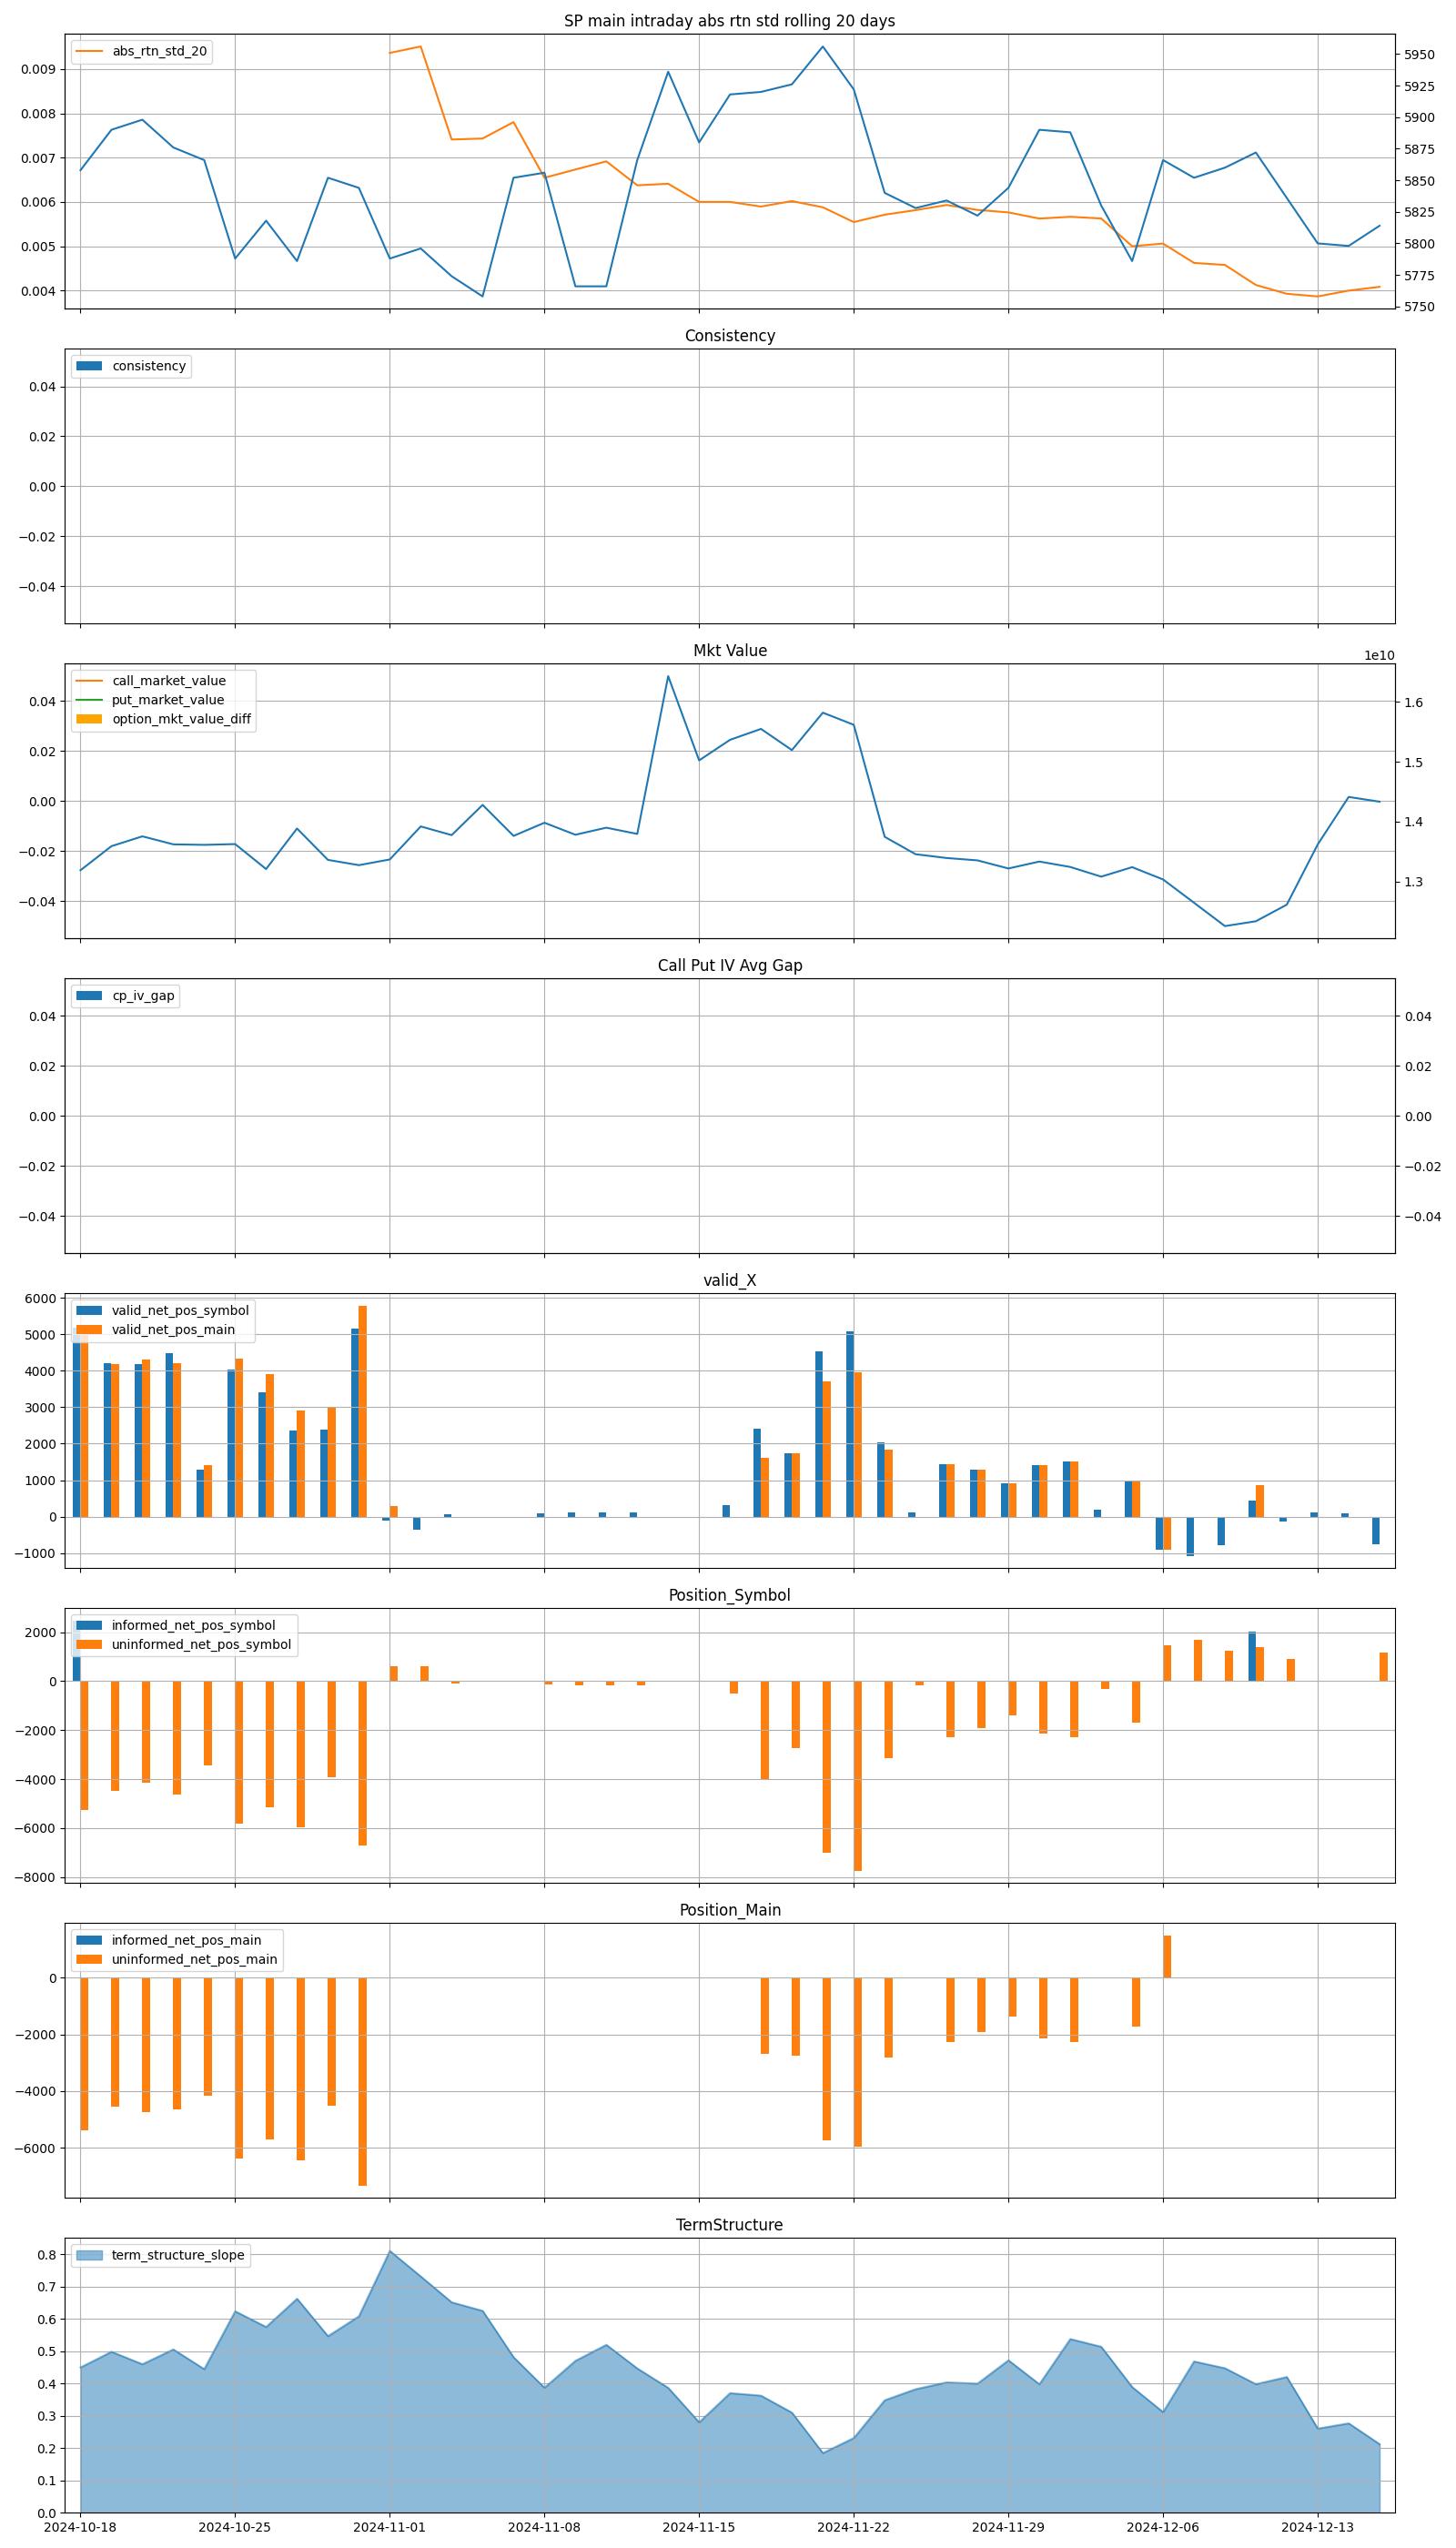 SP main intraday abs rtn std rolling 20 days
abs_rtn_std_20
0.009
0.008
0.007
0.006
0.005
0.004
5950
5925
5900
5875
5850
5825
5800
5775
5750
Consistency
consistency
0.04
0.02
0.00
−0.02
−0.04
Mkt Value
1e10
call_market_value
put_market_value
option_mkt_value_diff
0.04
0.02
0.00
−0.02
−0.04
1.6
1.5
1.4
1.3
Call Put IV Avg Gap
cp_iv_gap
0.04
0.02
0.00
−0.02
−0.04
0.04
0.02
0.00
−0.02
−0.04
valid_X
valid_net_pos_symbol
valid_net_pos_main
6000
5000
4000
3000
2000
1000
0
−1000
Position_Symbol
informed_net_pos_symbol
uninformed_net_pos_symbol
2000
0
−2000
−4000
−6000
−8000
Position_Main
informed_net_pos_main
uninformed_net_pos_main
0
−2000
−4000
−6000
TermStructure
term_structure_slope
0.8
0.7
0.6
0.5
0.4
0.3
0.2
0.1
0.0
2024-10-18 2024-10-25 2024-11-01 2024-11-08 2024-11-15 2024-11-22 2024-11-29 2024-12-06 2024-12-13